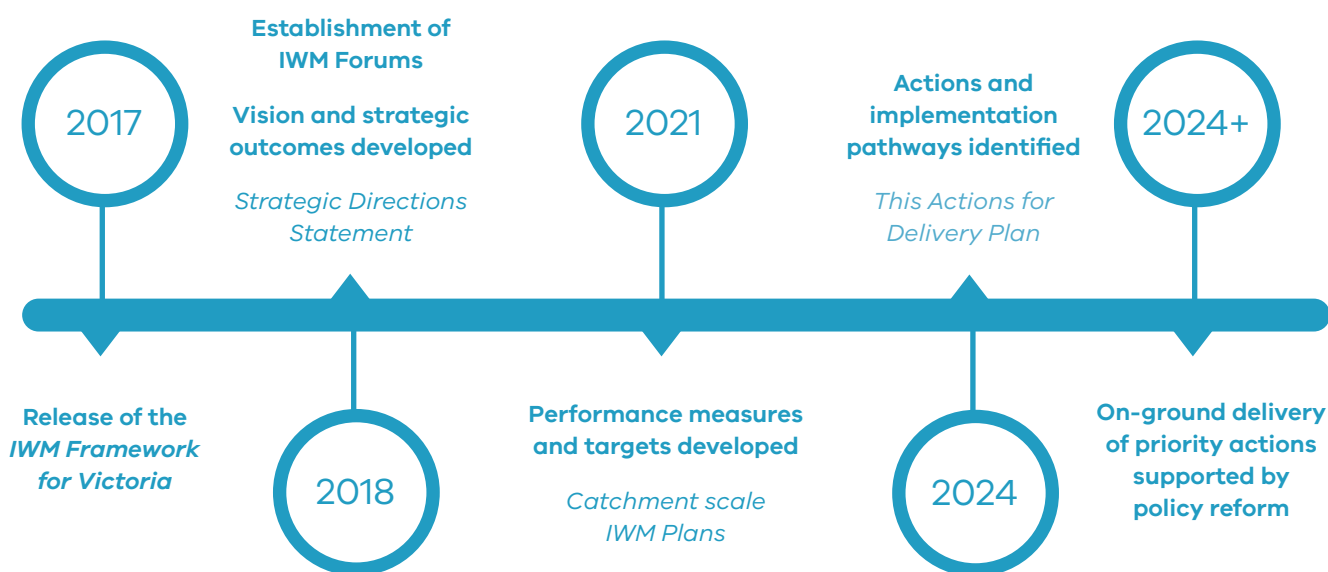 2017
Release of the
IWM Framework
for Victoria
Establishment of
IWM Forums
Vision and strategic
outcomes developed
Strategic Directions
Statement
2018
2021
Performance measures
and targets developed
Catchment scale
IWM Plans
Actions and
implementation
pathways identified
This Actions for
Delivery Plan
2024
2024+
On-ground delivery
of priority actions
supported by
policy reform